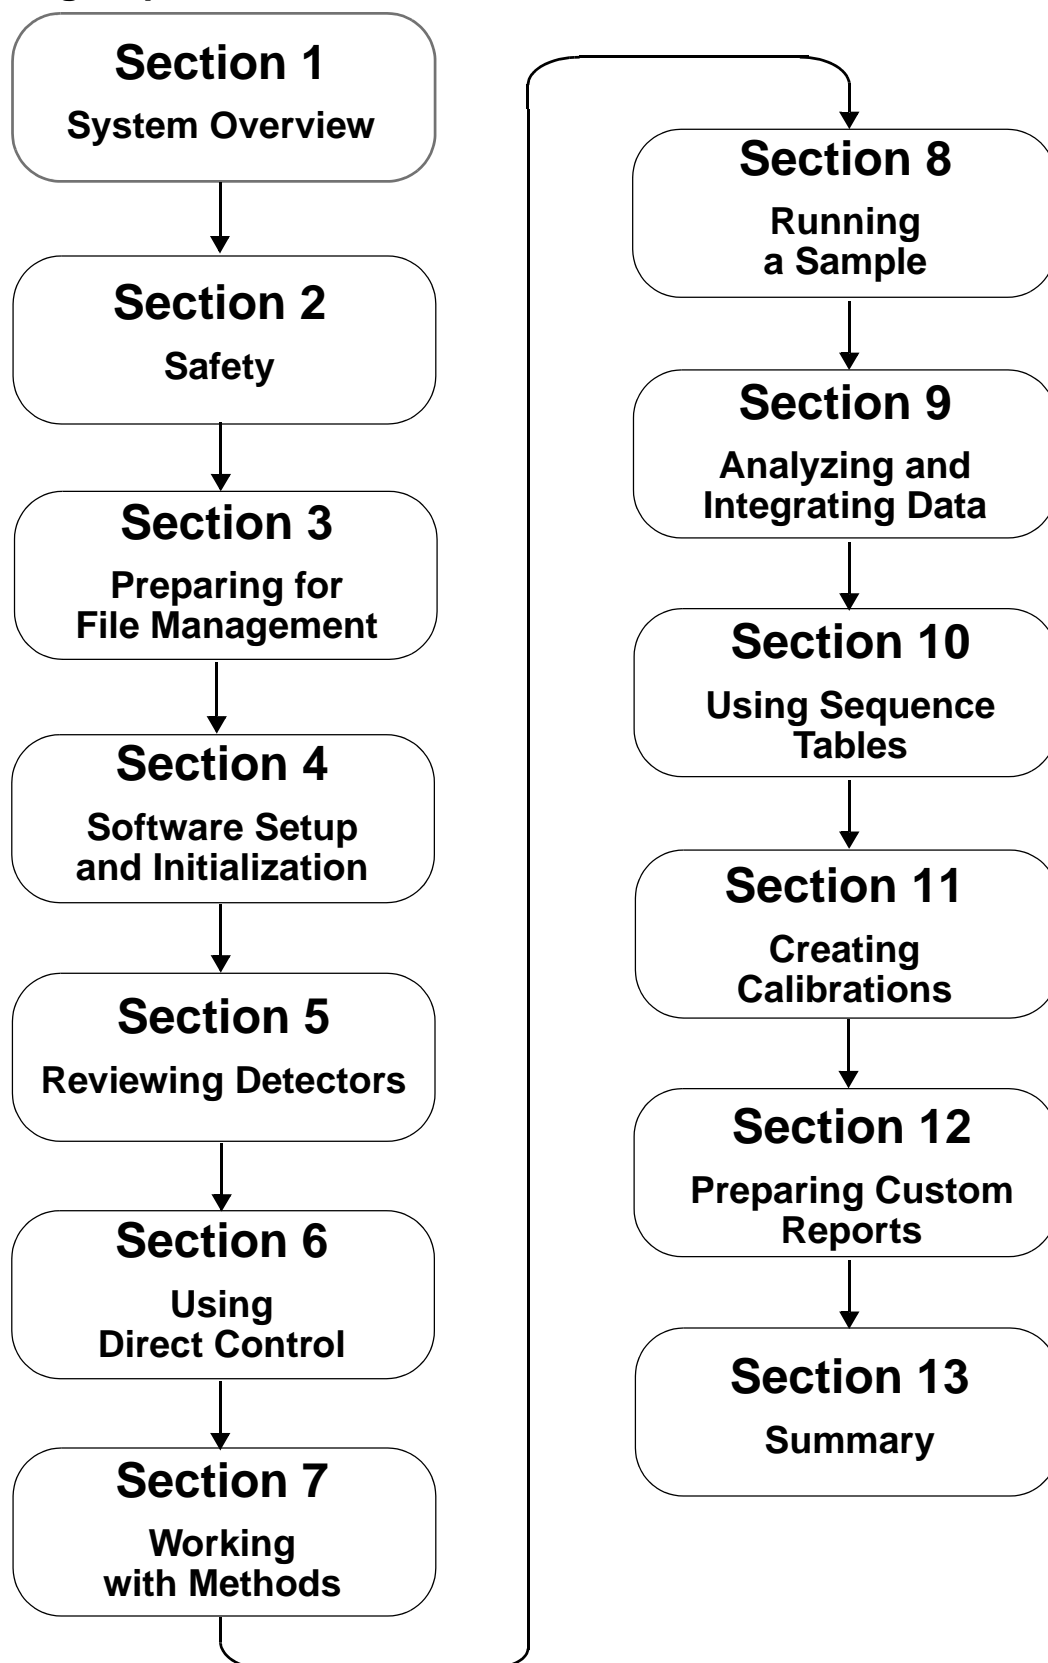 Section 1
System Overview
Section 2
Safety
Section 3
Preparing for
File Management
Section 4
Software Setup
and Initialization
Section 5
Reviewing Detectors
Section 6
Using
Direct Control
Section 7
Working
with Methods
Section 8
Running
a Sample
Section 9
Analyzing and
Integrating Data
Section 10
Using Sequence
Tables
Section 11
Creating
Calibrations
Section 12
Preparing Custom
Reports
Section 13
Summary